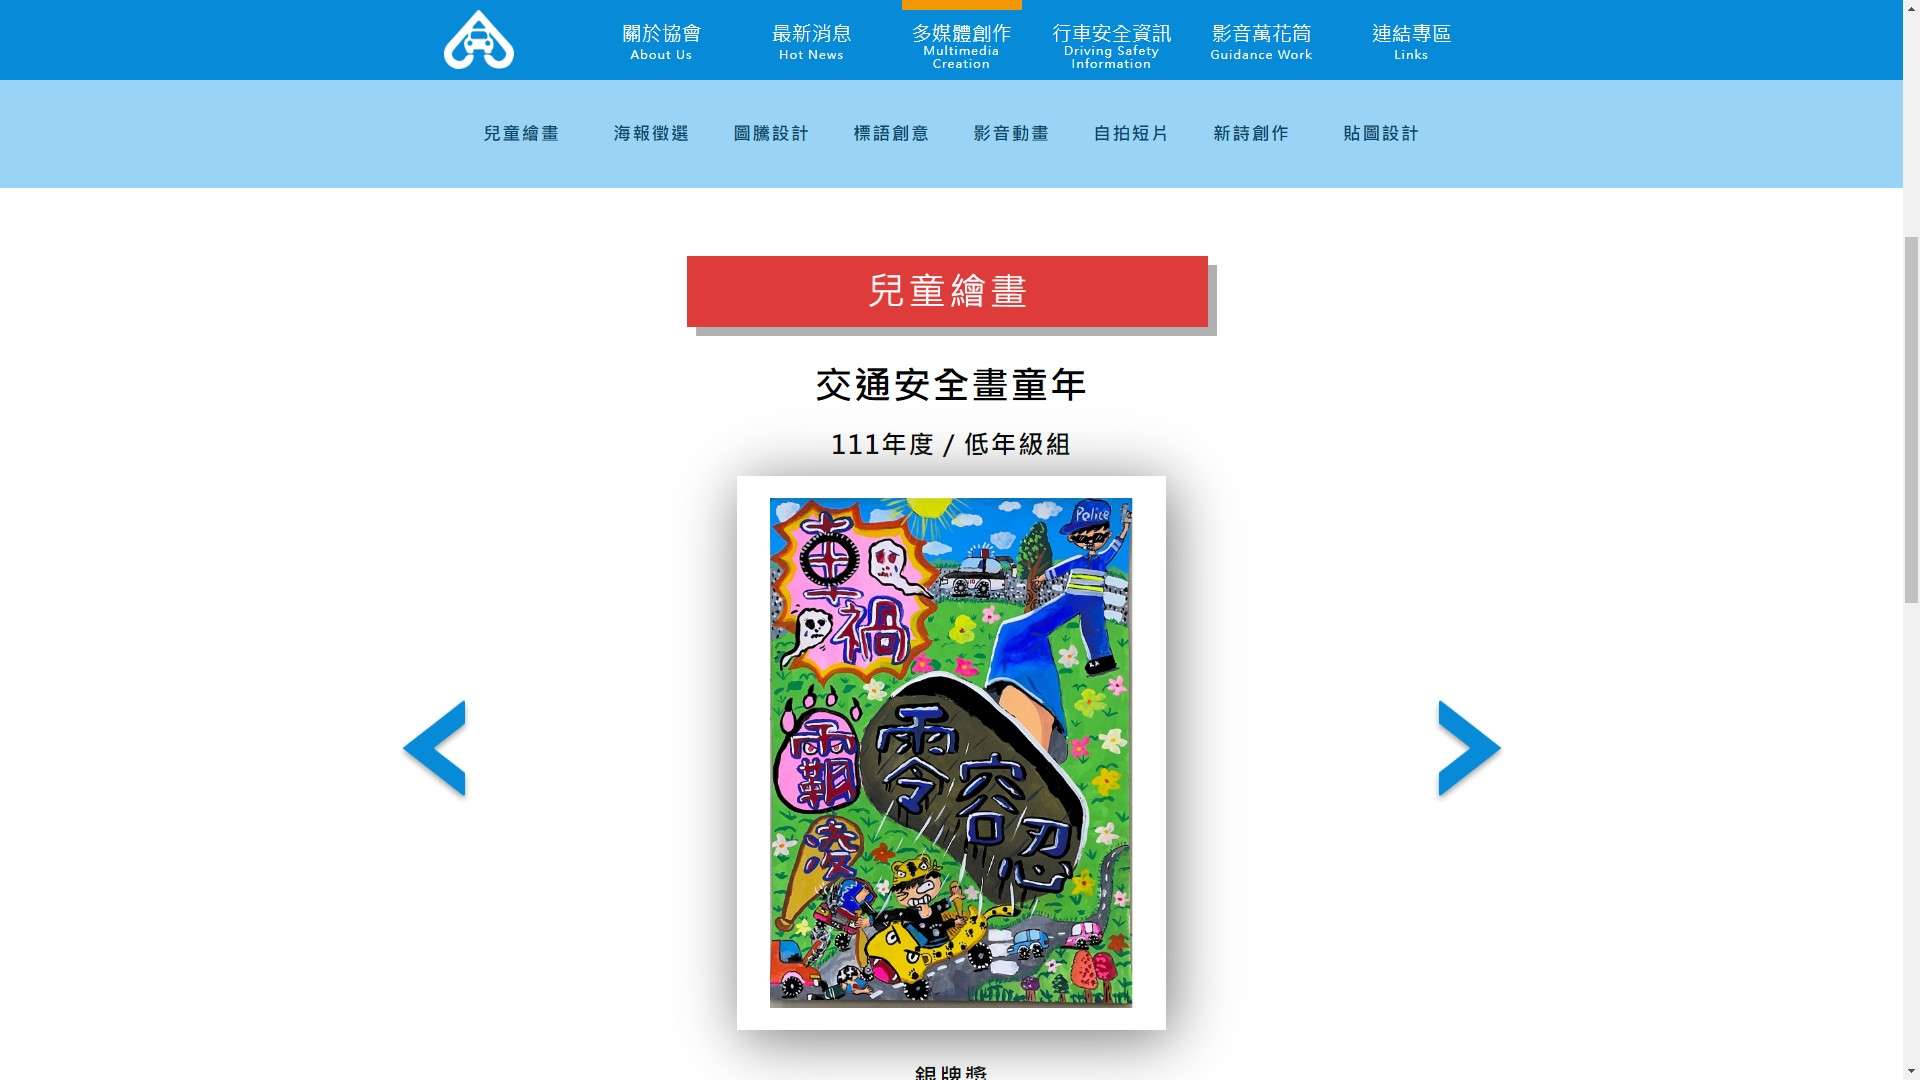 關於協會
About Us
最新消息
Hot News
多媒體創作
Multimedia
Creation
行車安全資訊
Driving Safety
Information
影音萬花筒
Guidance Work
連結專區
Links
兒童繪畫
海報徵選
圖騰設計
標語創意
影音動畫
自拍短片
新詩創作
貼圖設計
兒童繪畫
交通安全畫童年
111年度 / 低年級組
Police
車禍
霸凌
零容忍
銀牌獎